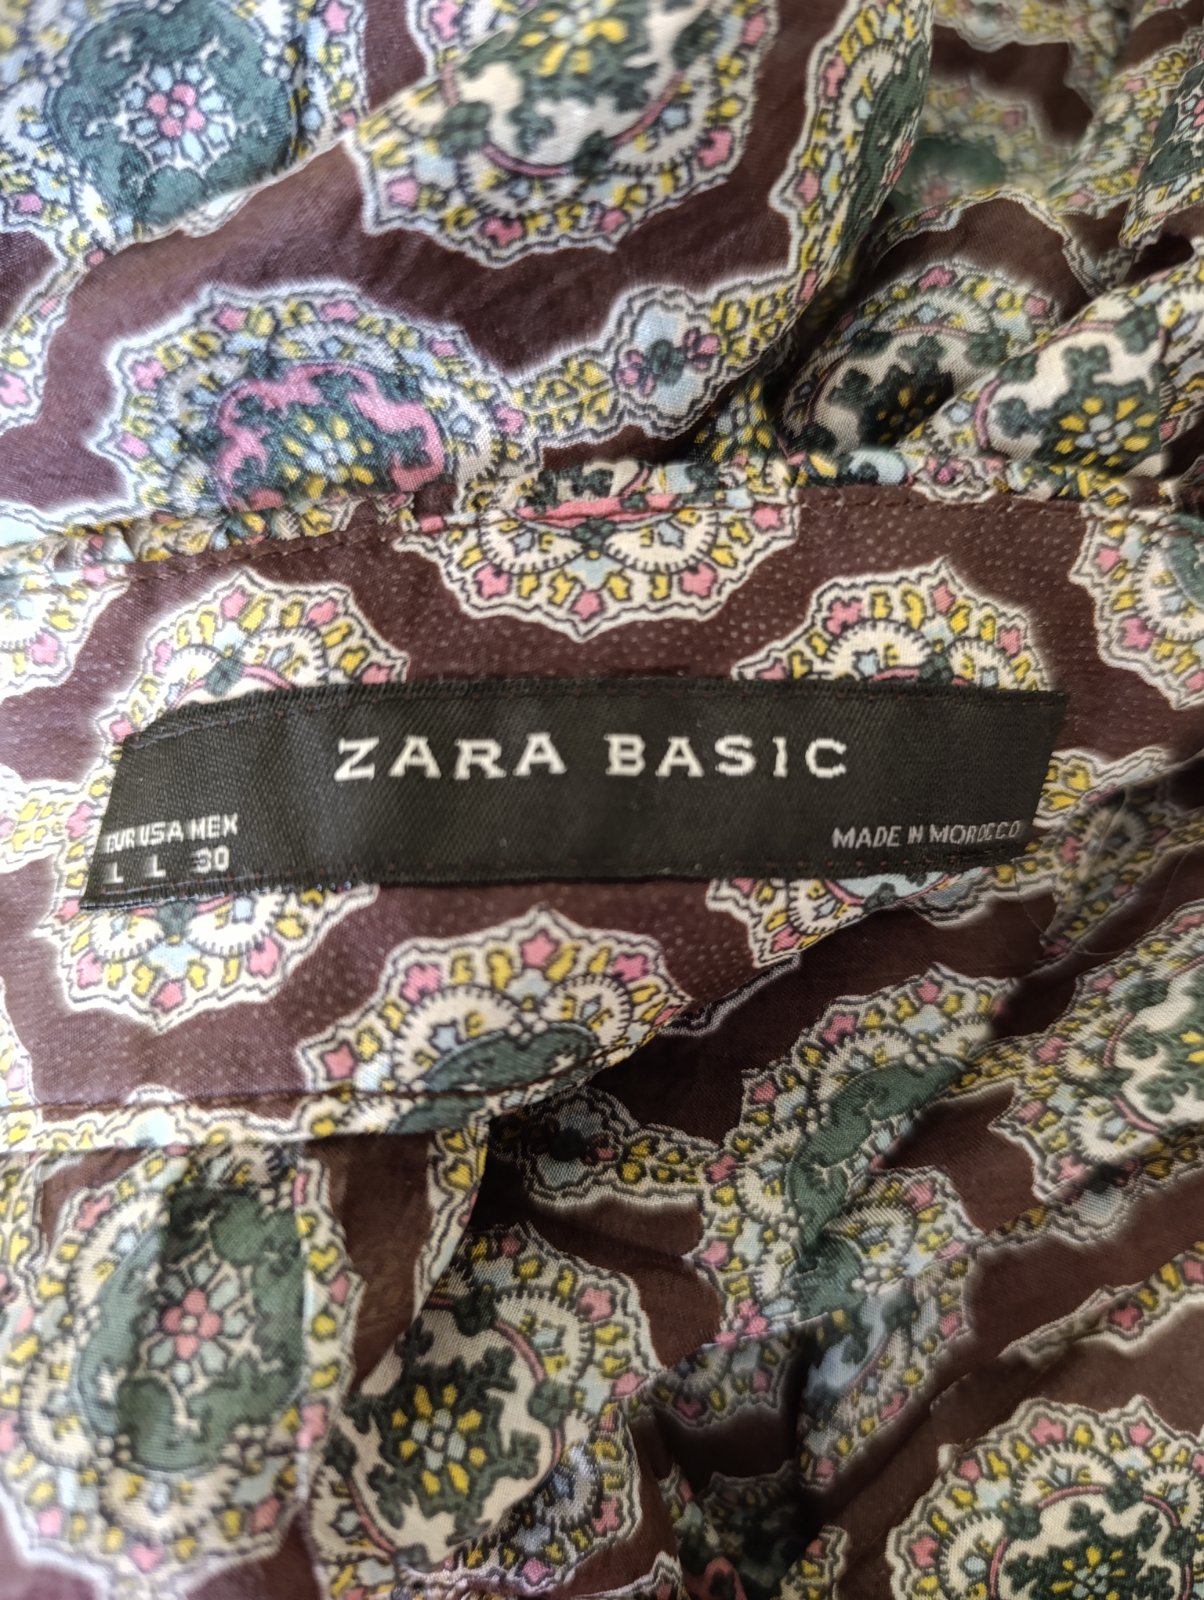 ZARA BASIC
EUR USA MEX
L L 30
MADE IN MOROCCO